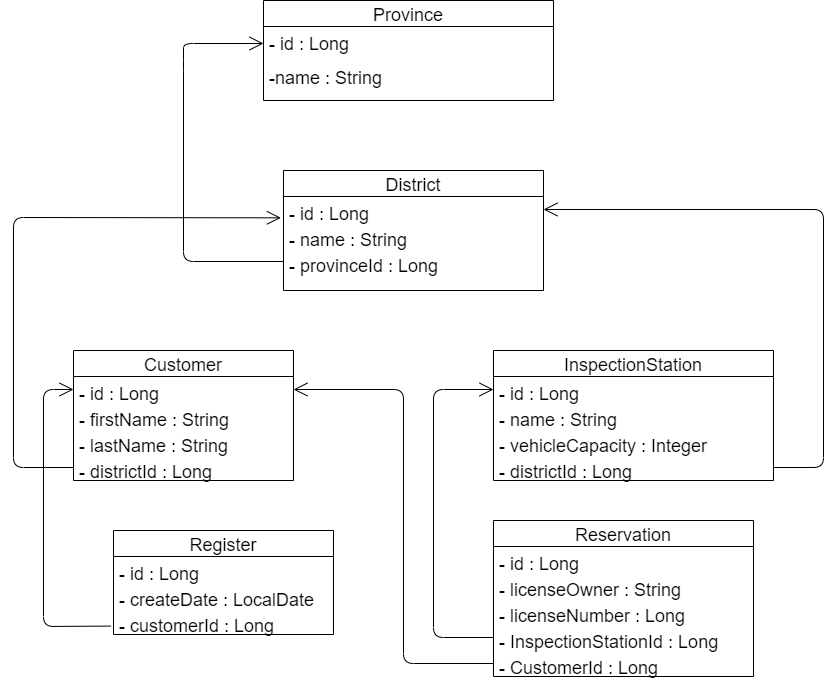 Province
- id : Long
-name : String
District
- id : Long
- name : String
- provinceId : Long
Customer
- id : Long
- firstName : String
- lastName : String
- districtId : Long
InspectionStation
- id : Long
- name : String
- vehicleCapacity : Integer
- districtId : Long
Register
- id : Long
- createDate : LocalDate
- customerId : Long
Reservation
- id : Long
- licenseOwner : String
- licenseNumber : Long
- InspectionStationId : Long
- CustomerId : Long